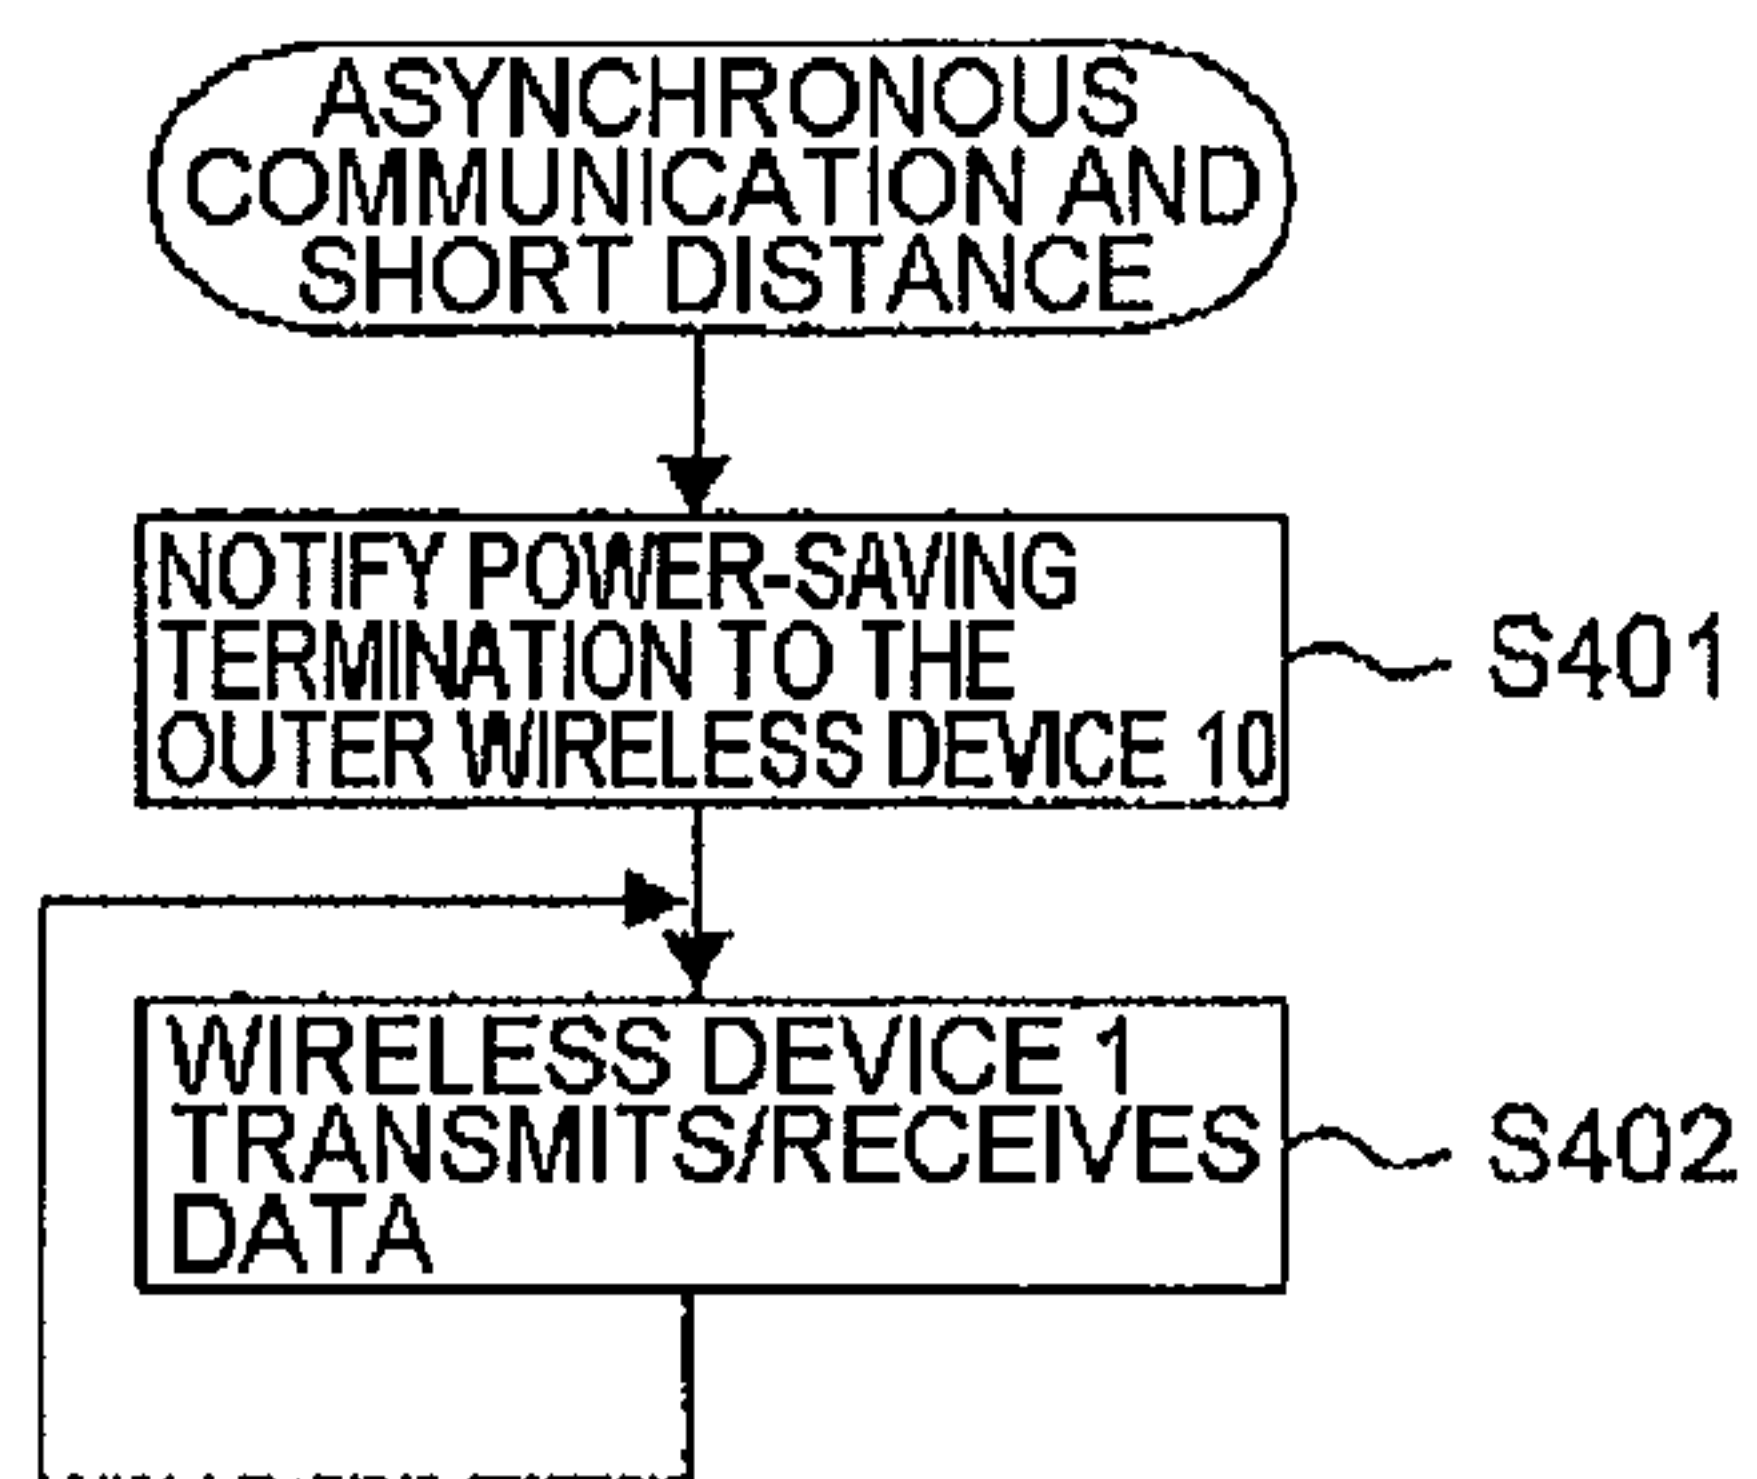 ASYNCHRONOUS
COMMUNICATION AND
SHORT DISTANCE
NOTIFY POWER-SAVING
TERMINATION TO THE
OUTER WIRELESS DEVICE 10
S401
WIRELESS DEVICE 1
TRANSMITS/RECEIVES
DATA
S402